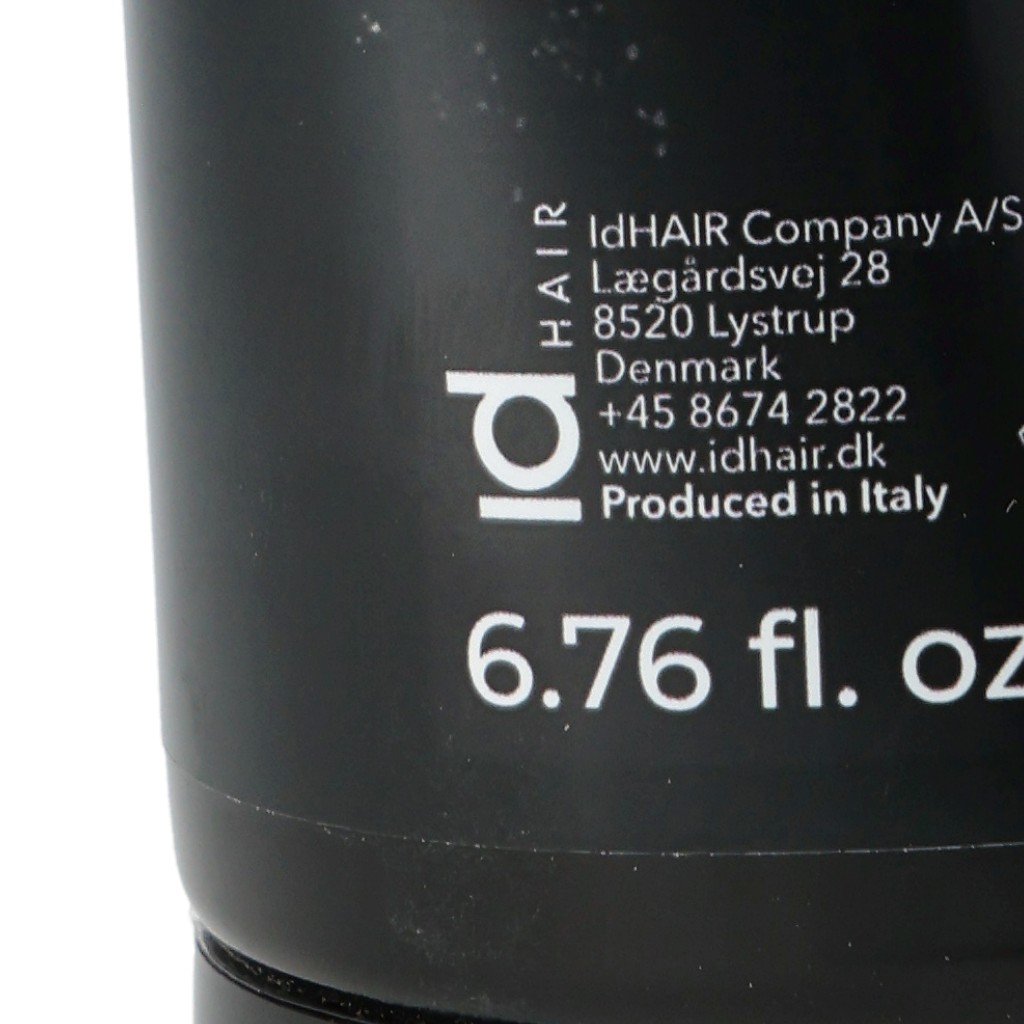 Id HAIR
IdHAIR Company A/S
Lægårdsvej 28
8520 Lystrup
Denmark
+45 8674 2822
www.idhair.dk
Produced in Italy
6.76 fl. oz